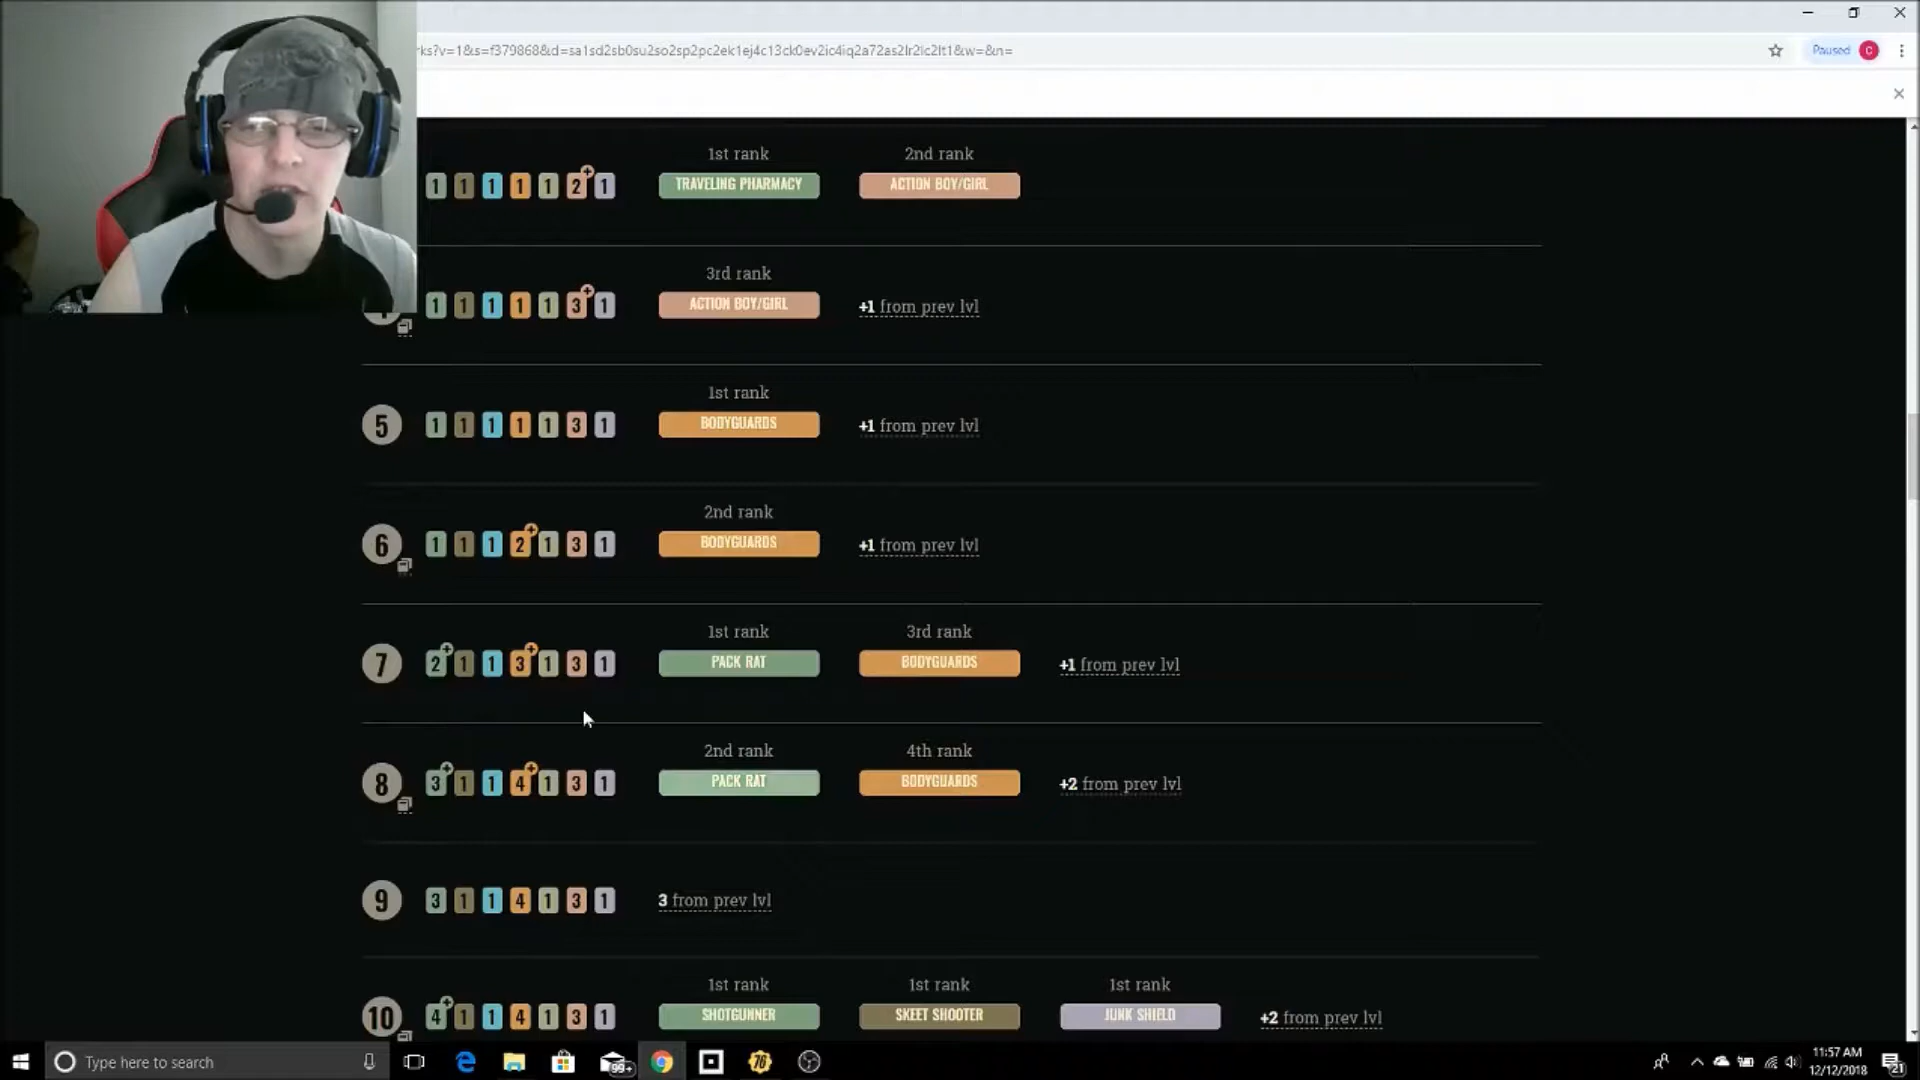 rks?v=1&s=f379868&d=sa1sd2sb0su2so2sp2pc2ek1ej4c13ck0ev2ic4iq2a72as2lr2lc2lt1&w=&n=
Paused C
1st rank 2nd rank
1 1 1 1 1 2+ 1 TRAVELING PHARMACY ACTION BOY/GIRL
3rd rank
1 1 1 1 1 3+ 1 ACTION BOY/GIRL +1 from prev lvl
1st rank
5 1 1 1 1 1 3 1 BODYGUARDS +1 from prev lvl
2nd rank
6 1 1 1 2+ 1 3 1 BODYGUARDS +1 from prev lvl
1st rank 3rd rank
7 2+ 1 1 3+ 1 3 1 PACK RAT BODYGUARDS +1 from prev lvl
2nd rank 4th rank
8 3+ 1 1 4+ 1 3 1 PACK RAT BODYGUARDS +2 from prev lvl
9 3 1 1 4 1 3 1 3 from prev lvl
1st rank 1st rank 1st rank
10 4+ 1 1 4 1 3 1 SHOTGUNNER SKEET SHOOTER JUNK SHIELD +2 from prev lvl
Type here to search 99+ 76 11:57 AM
12/12/2018 21